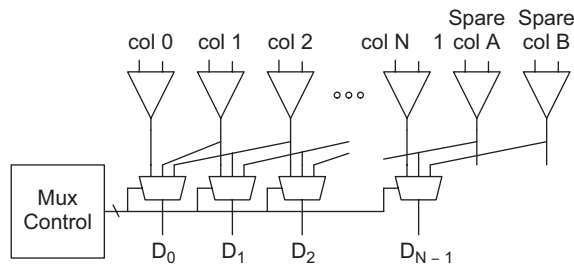 Spare Spare
col 0 col 1 col 2 col N 1 col A col B
Mux
Control
D0 D1 D2 DN – 1